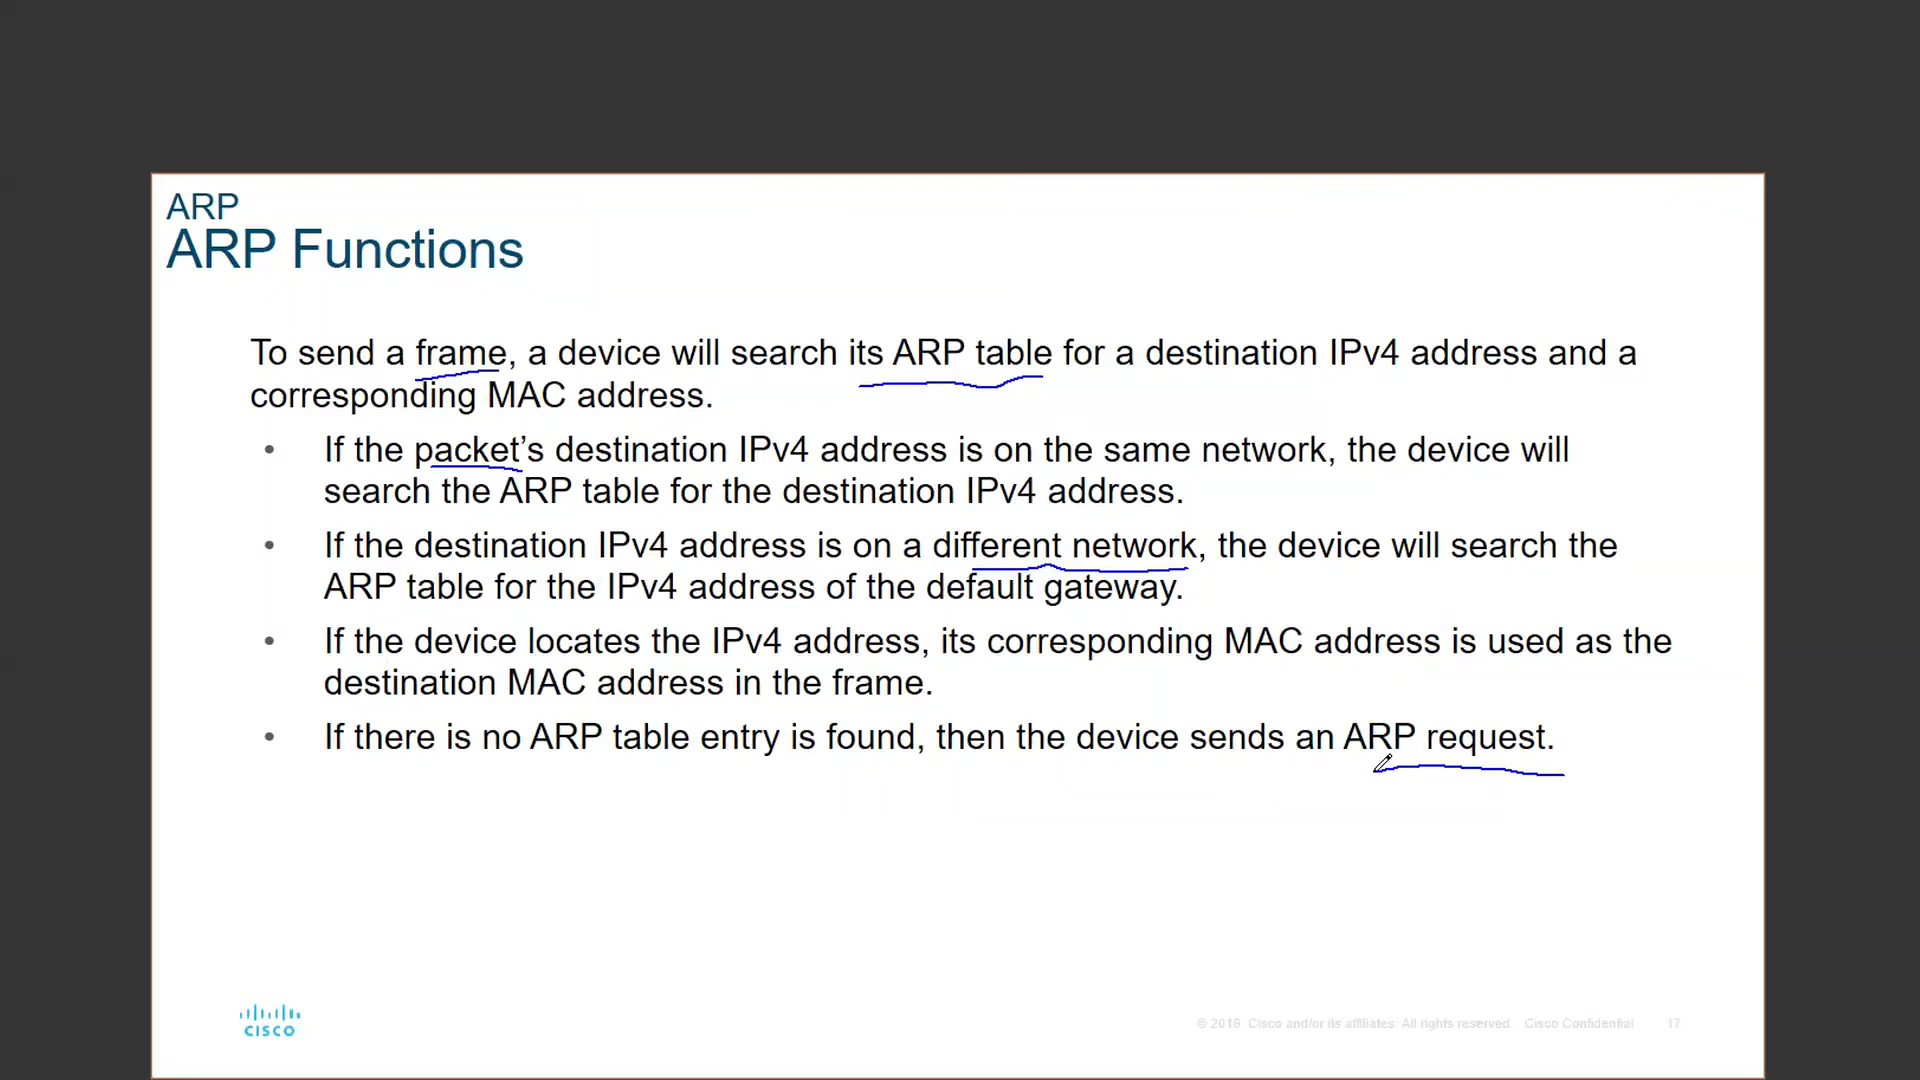 ARP
ARP Functions
To send a frame, a device will search its ARP table for a destination IPv4 address and a
corresponding MAC address.
• If the packet’s destination IPv4 address is on the same network, the device will
search the ARP table for the destination IPv4 address.
• If the destination IPv4 address is on a different network, the device will search the
ARP table for the IPv4 address of the default gateway.
• If the device locates the IPv4 address, its corresponding MAC address is used as the
destination MAC address in the frame.
• If there is no ARP table entry is found, then the device sends an ARP request.
CISCO
© 2016 Cisco and/or its affiliates. All rights reserved. Cisco Confidential 17